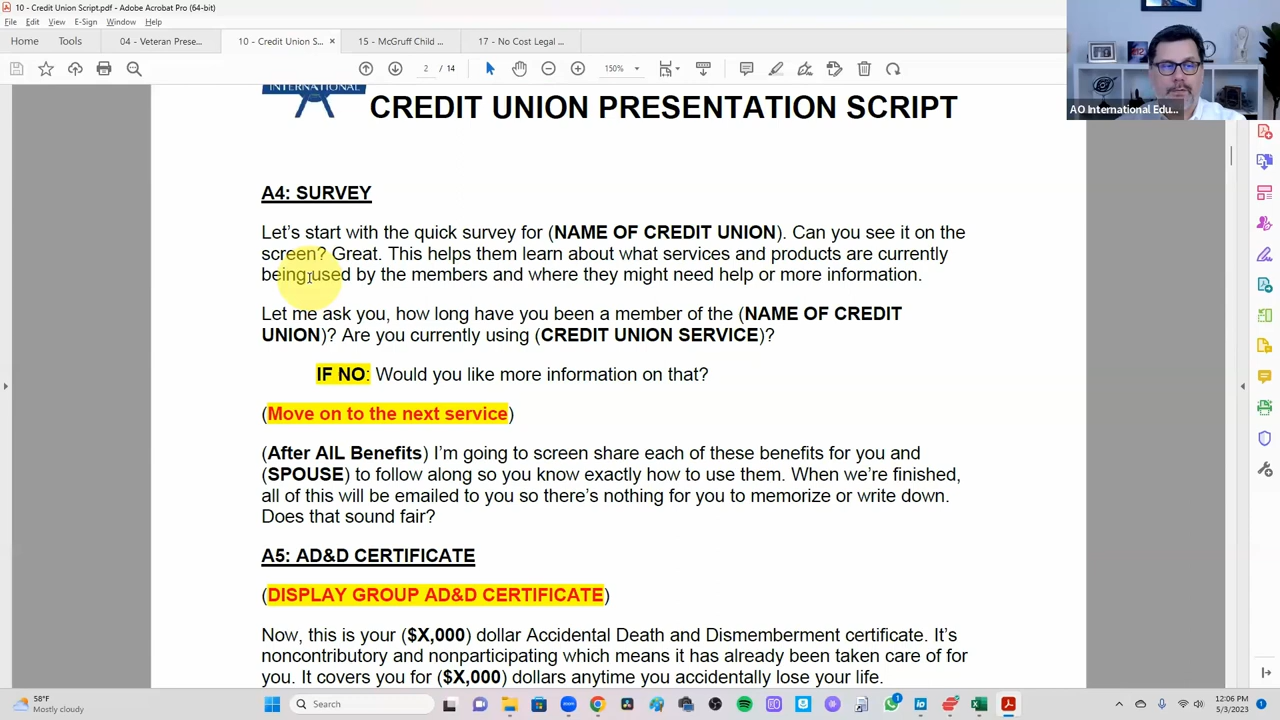 10 - Credit Union Script.pdf - Adobe Acrobat Pro (64-bit)
File Edit View E-Sign Window Help
Home Tools 04 - Veteran Prese... 10 - Credit Union S... × 15 - McGruff Child ... 17 - No Cost Legal ...
2 14 150%
AO International Edu...
INTERNATIONAL
CREDIT UNION PRESENTATION SCRIPT
A4: SURVEY
Let's start with the quick survey for (NAME OF CREDIT UNION). Can you see it on the
screen? Great. This helps them learn about what services and products are currently
being used by the members and where they might need help or more information.
Let me ask you, how long have you been a member of the (NAME OF CREDIT
UNION)? Are you currently using (CREDIT UNION SERVICE)?
IF NO: Would you like more information on that?
(Move on to the next service)
(After AIL Benefits) I'm going to screen share each of these benefits for you and
(SPOUSE) to follow along so you know exactly how to use them. When we're finished,
all of this will be emailed to you so there's nothing for you to memorize or write down.
Does that sound fair?
A5: AD&D CERTIFICATE
(DISPLAY GROUP AD&D CERTIFICATE)
Now, this is your ($X,000) dollar Accidental Death and Dismemberment certificate. It's
noncontributory and nonparticipating which means it has already been taken care of for
you. It covers you for ($X,000) dollars anytime you accidentally lose your life.
58°F
Mostly cloudy
Search
12:06 PM
5/3/2023